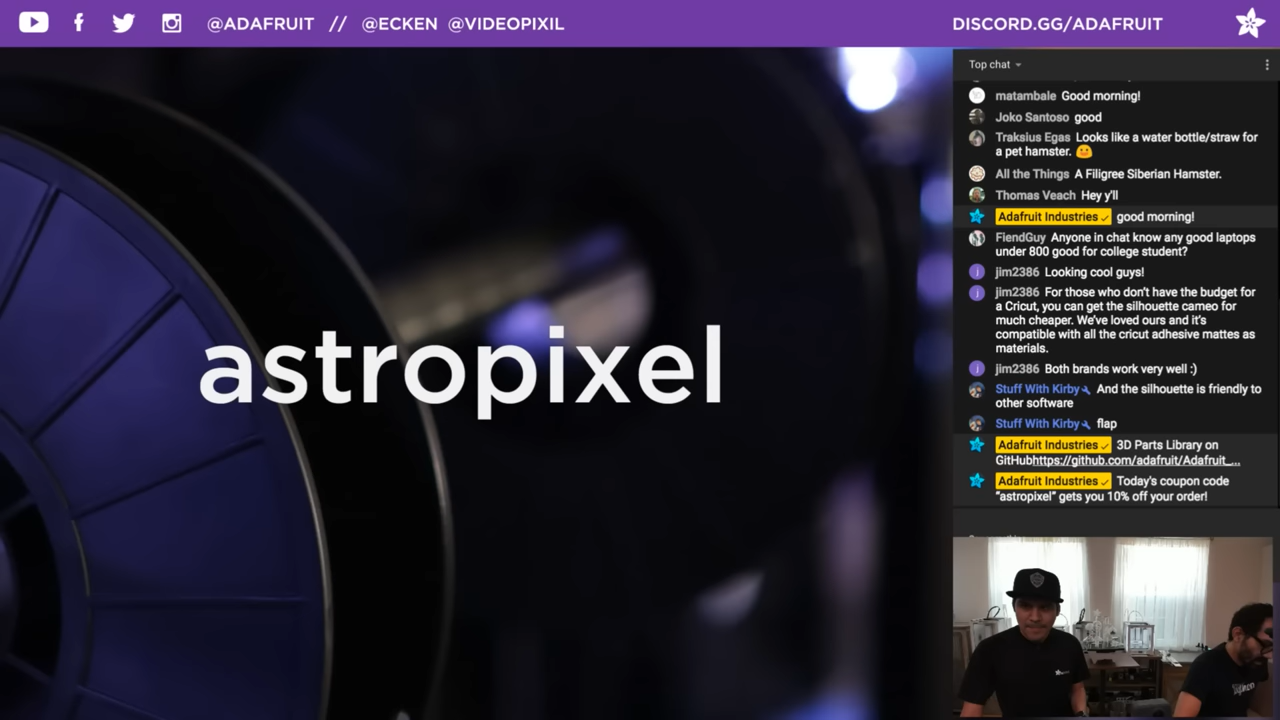 @ADAFRUIT // @ECKEN @VIDEOPIXIL
DISCORD.GG/ADAFRUIT
astropixel
Top chat
matambale Good morning!
Joko Santoso good
Traksius Egas Looks like a water bottle/straw for
a pet hamster.
All the Things A Filigree Siberian Hamster.
Thomas Veach Hey y'll
Adafruit Industries good morning!
FiendGuy Anyone in chat know any good laptops
under 800 good for college student?
jim2386 Looking cool guys!
jim2386 For those who don't have the budget for
a Cricut, you can get the silhouette cameo for
much cheaper. We've loved ours and it's
compatible with all the cricut adhesive mattes as
materials.
jim2386 Both brands work very well :)
Stuff With Kirby And the silhouette is friendly to
other software
Stuff With Kirby flap
Adafruit Industries 3D Parts Library on
GitHubhttps://github.com/adafruit/Adafruit_...
Adafruit Industries Today's coupon code
"astropixel" gets you 10% off your order!